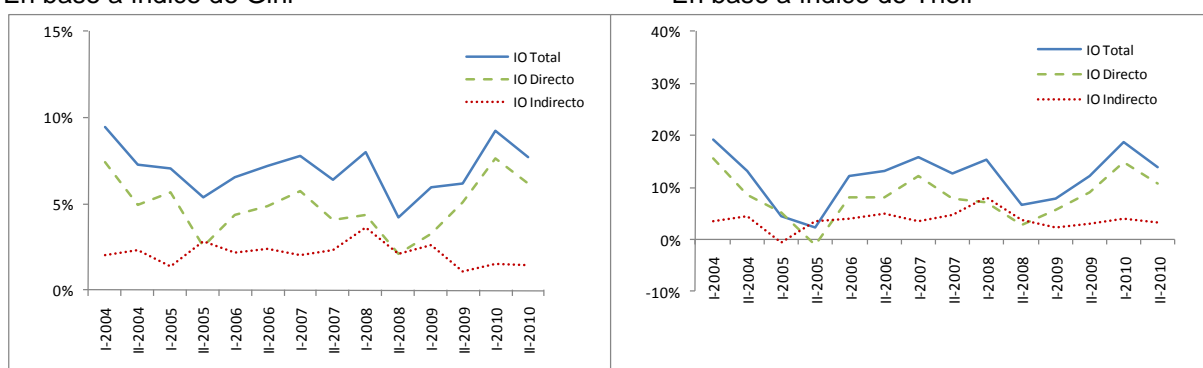 En base a índice de Gini
En base a índice de Theil
15%
10%
5%
0%
IO Total
IO Directo
IO Indirecto
I-2004
II-2004
I-2005
II-2005
I-2006
II-2006
I-2007
II-2007
I-2008
II-2008
I-2009
II-2009
I-2010
II-2010
40%
30%
20%
10%
0%
-10%
IO Total
IO Directo
IO Indirecto
I-2004
II-2004
I-2005
II-2005
I-2006
II-2006
I-2007
II-2007
I-2008
II-2008
I-2009
II-2009
I-2010
II-2010